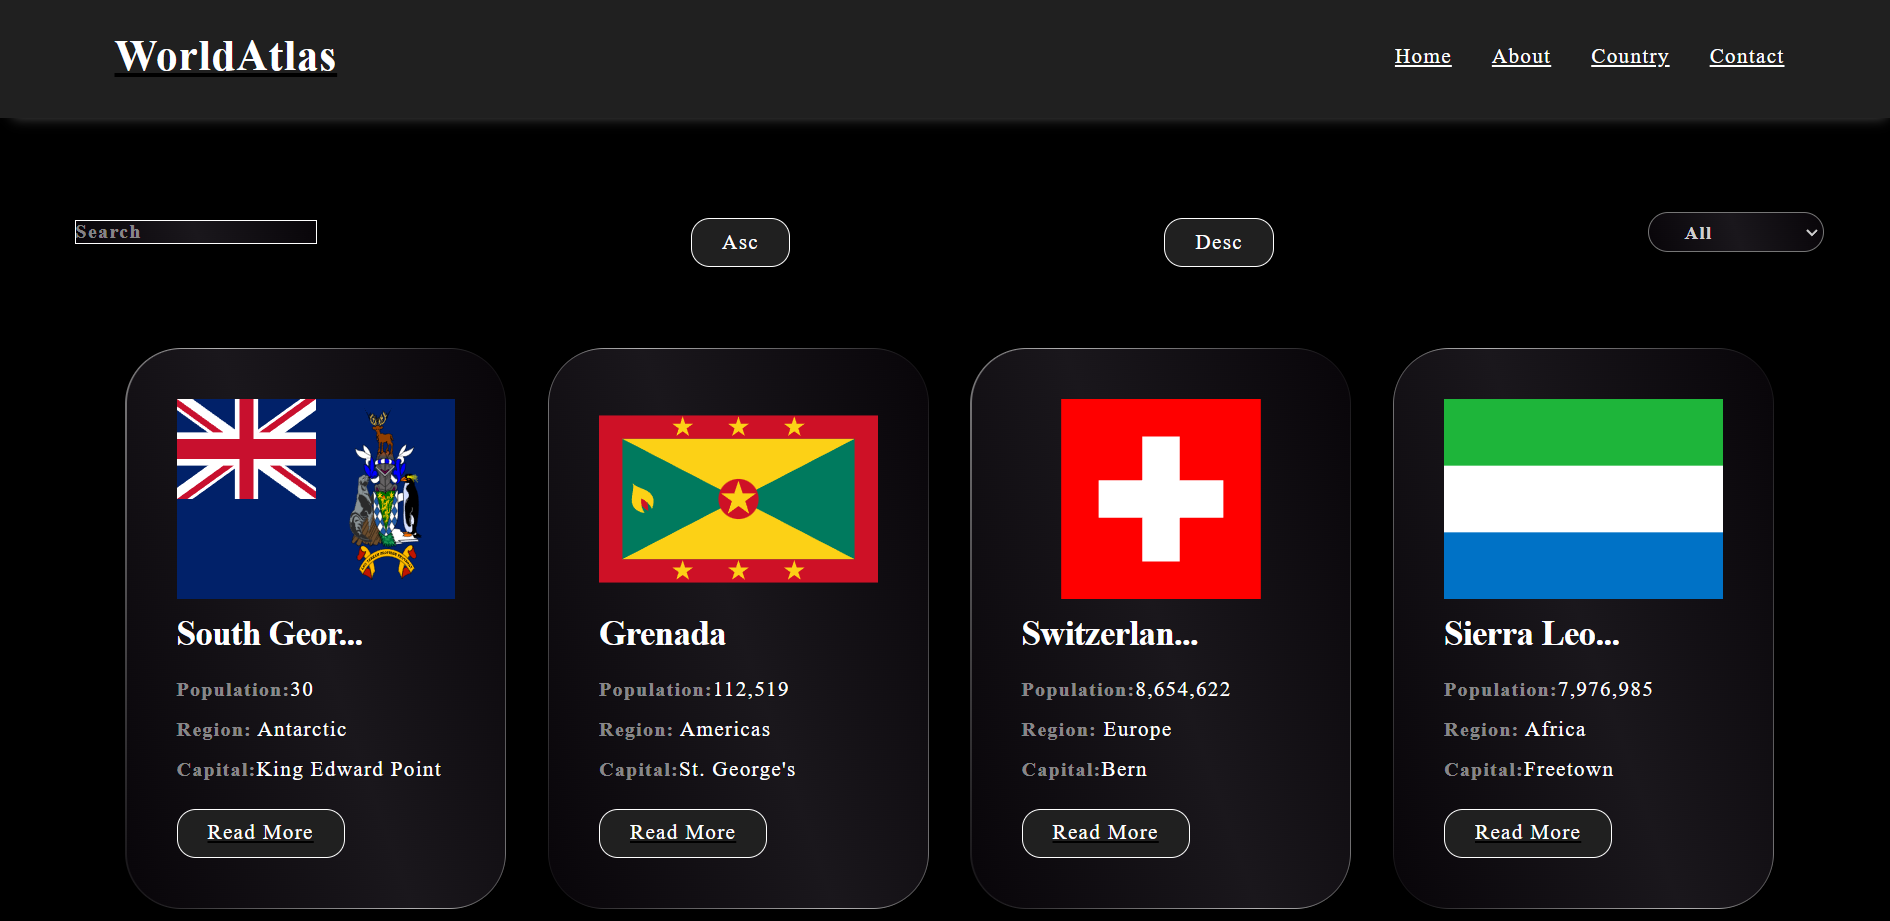 WorldAtlas
Home About Country Contact
Search
Asc
Desc
All
South Geor...
Population:30
Region: Antarctic
Capital:King Edward Point
Read More
Grenada
Population:112,519
Region: Americas
Capital:St. George's
Read More
Switzerlan...
Population:8,654,622
Region: Europe
Capital:Bern
Read More
Sierra Leo...
Population:7,976,985
Region: Africa
Capital:Freetown
Read More